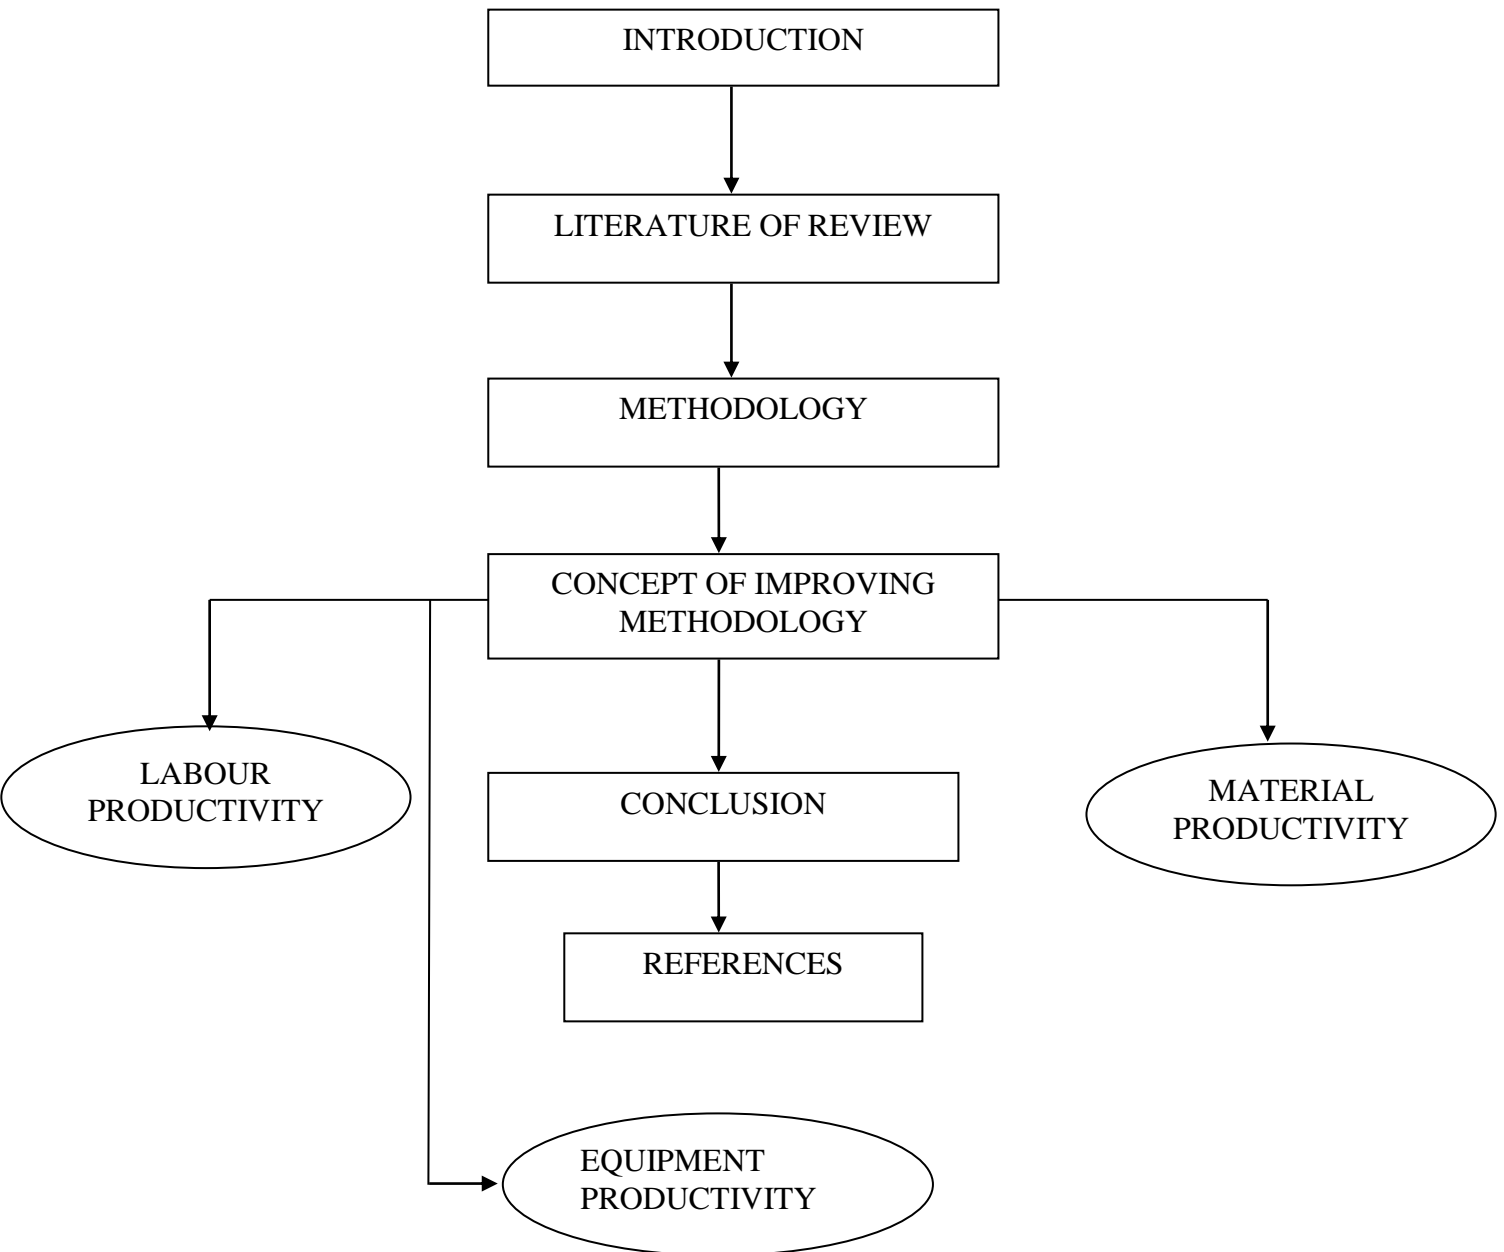 INTRODUCTION
LITERATURE OF REVIEW
METHODOLOGY
CONCEPT OF IMPROVING
METHODOLOGY
LABOUR
PRODUCTIVITY
CONCLUSION
MATERIAL
PRODUCTIVITY
REFERENCES
EQUIPMENT
PRODUCTIVITY